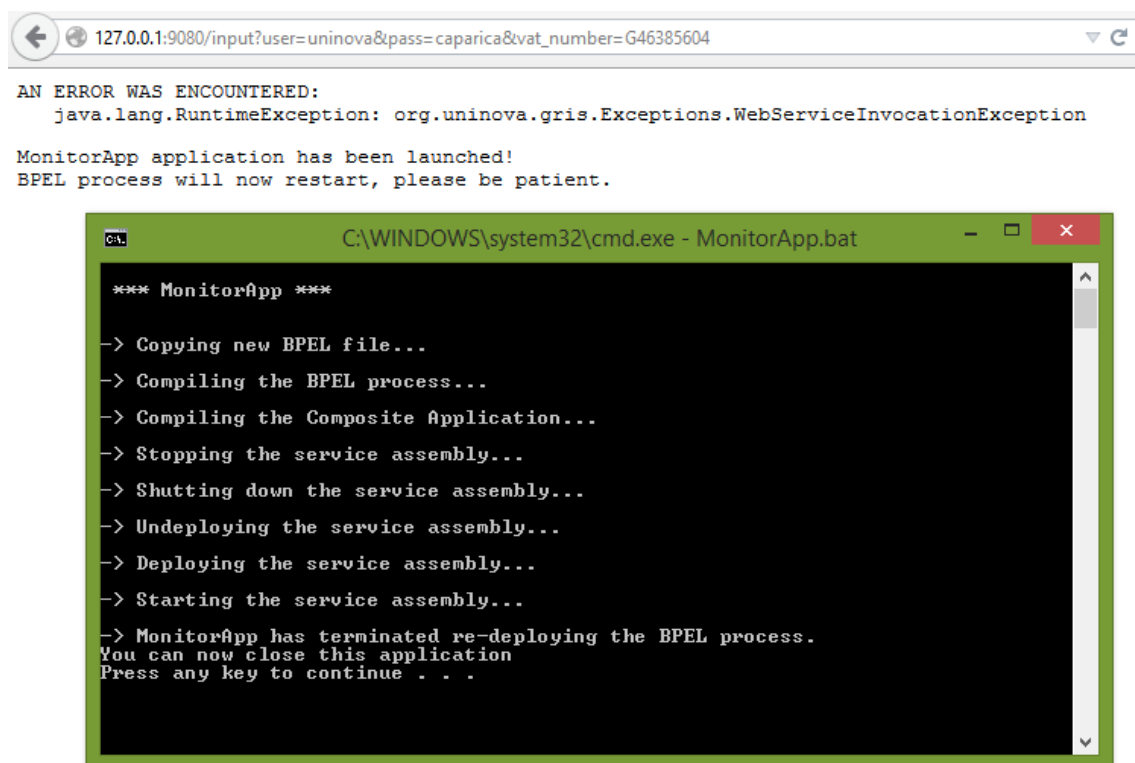 127.0.0.1:9080/input?user=uninova&pass=caparica&vat_number=G46385604
AN ERROR WAS ENCOUNTERED:
java.lang.RuntimeException: org.uninova.gris.Exceptions.WebServiceInvocationException
MonitorApp application has been launched!
BPEL process will now restart, please be patient.
C:\WINDOWS\system32\cmd.exe - MonitorApp.bat
*** MonitorApp ***
-> Copying new BPEL file...
-> Compiling the BPEL process...
-> Compiling the Composite Application...
-> Stopping the service assembly...
-> Shutting down the service assembly...
-> Undeploying the service assembly...
-> Deploying the service assembly...
-> Starting the service assembly...
-> MonitorApp has terminated re-deploying the BPEL process.
You can now close this application
Press any key to continue . . .